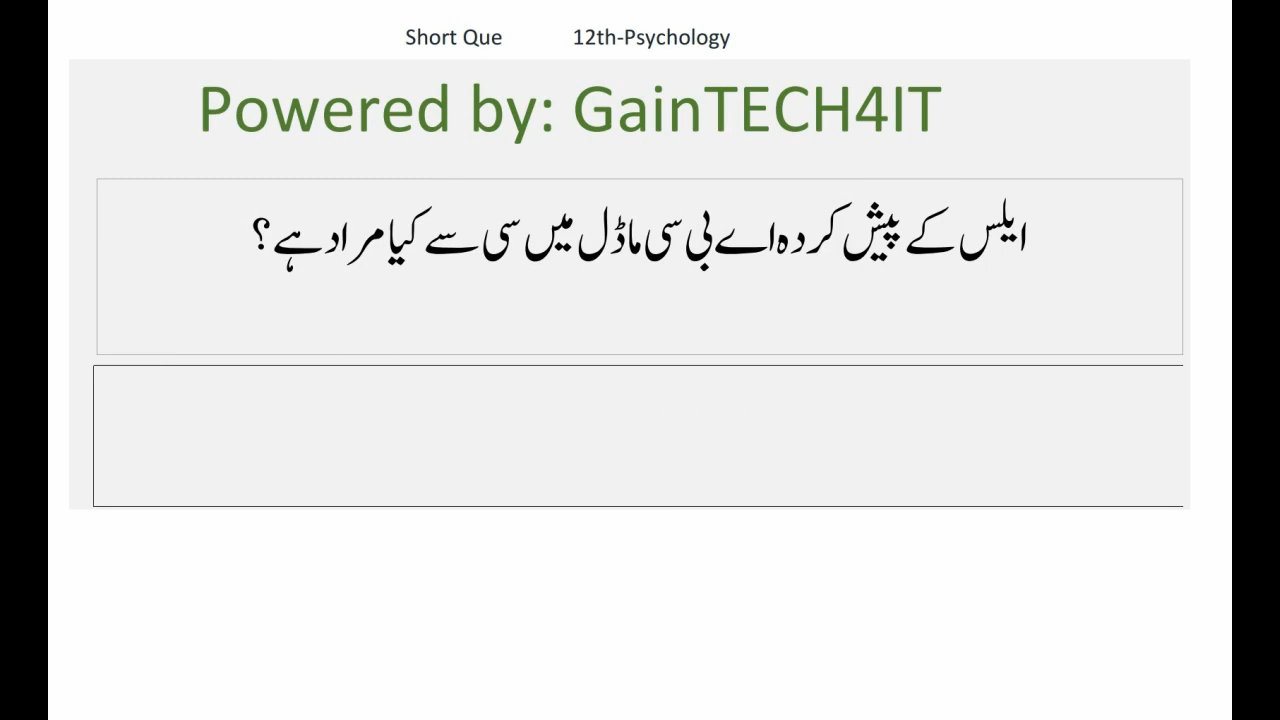 Short Que 12th-Psychology
Powered by: GainTECH4IT
ایلس کے پیش کردہ اے بی سی ماڈل میں سی سے کیا مراد ہے؟